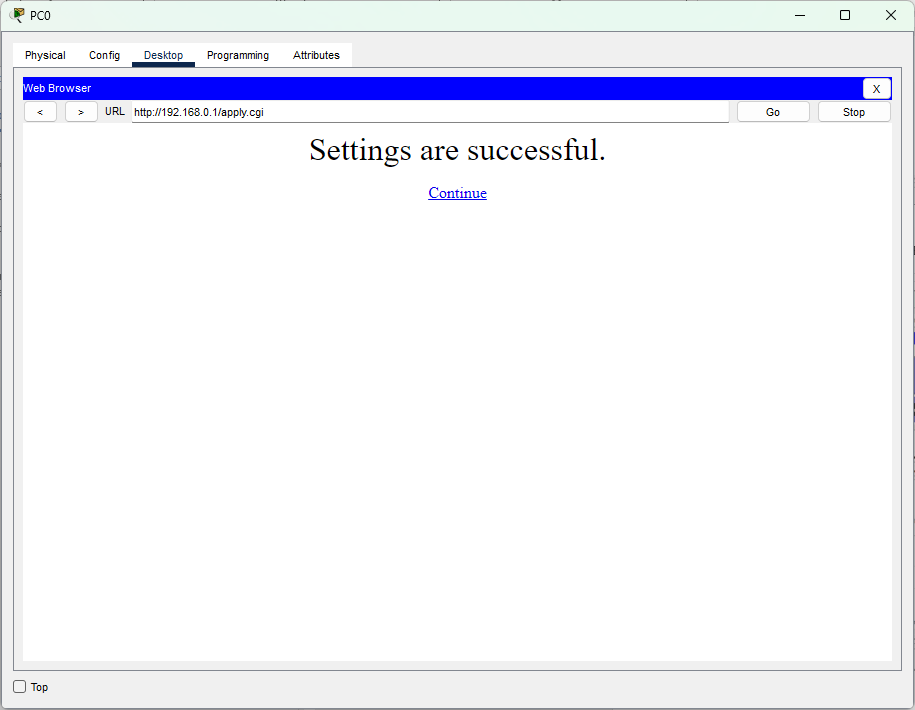 PC0
Physical Config Desktop Programming Attributes
Web Browser X
< > URL http://192.168.0.1/apply.cgi Go Stop
Settings are successful.
Continue
Top